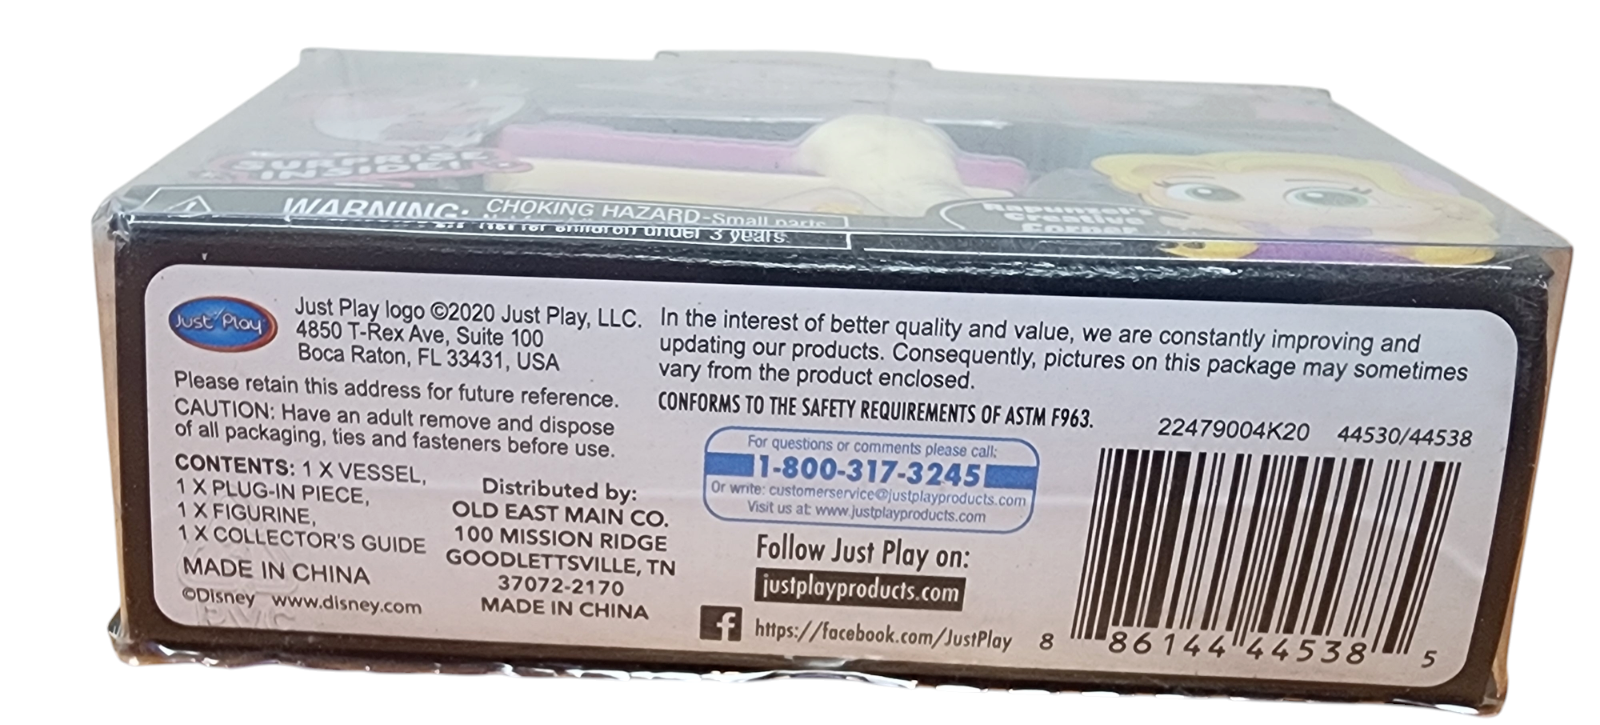 SURPRISE
INSIDE!
WARNING: CHOKING HAZARD-Small parts
Not for children under 3 years.
Rapunzel's
Creative
Corner
Just Play
Just Play logo ©2020 Just Play, LLC.
4850 T-Rex Ave, Suite 100
Boca Raton, FL 33431, USA
Please retain this address for future reference.
CAUTION: Have an adult remove and dispose
of all packaging, ties and fasteners before use.
CONTENTS: 1 X VESSEL,
1 X PLUG-IN PIECE,
1 X FIGURINE,
1 X COLLECTOR'S GUIDE
MADE IN CHINA
©Disney www.disney.com
Distributed by:
OLD EAST MAIN CO.
100 MISSION RIDGE
GOODLETTSVILLE, TN
37072-2170
MADE IN CHINA
In the interest of better quality and value, we are constantly improving and
updating our products. Consequently, pictures on this package may sometimes
vary from the product enclosed.
CONFORMS TO THE SAFETY REQUIREMENTS OF ASTM F963.
For questions or comments please call:
1-800-317-3245
Or write: customerservice@justplayproducts.com
Visit us at: www.justplayproducts.com
Follow Just Play on:
justplayproducts.com
f https://facebook.com/JustPlay
22479004K20 44530/44538
8 86144 44538 5